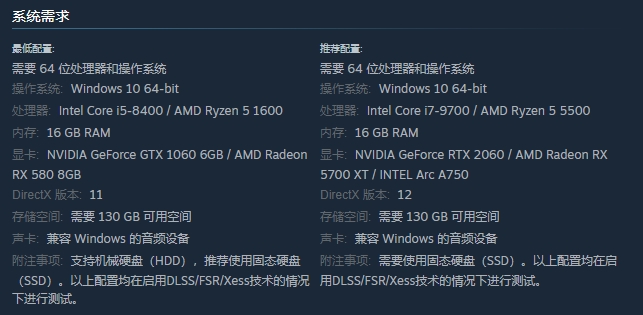 系统需求
最低配置:
需要 64 位处理器和操作系统
操作系统: Windows 10 64-bit
处理器: Intel Core i5-8400 / AMD Ryzen 5 1600
内存: 16 GB RAM
显卡: NVIDIA GeForce GTX 1060 6GB / AMD Radeon
RX 580 8GB
DirectX 版本: 11
存储空间: 需要 130 GB 可用空间
声卡: 兼容 Windows 的音频设备
附注事项: 支持机械硬盘（HDD），推荐使用固态硬盘
（SSD）。以上配置均在启用DLSS/FSR/Xess技术的情况
下进行测试。
推荐配置:
需要 64 位处理器和操作系统
操作系统: Windows 10 64-bit
处理器: Intel Core i7-9700 / AMD Ryzen 5 5500
内存: 16 GB RAM
显卡: NVIDIA GeForce RTX 2060 / AMD Radeon RX
5700 XT / INTEL Arc A750
DirectX 版本: 12
存储空间: 需要 130 GB 可用空间
声卡: 兼容 Windows 的音频设备
附注事项: 需要使用固态硬盘（SSD）。以上配置均在启
用DLSS/FSR/Xess技术的情况下进行测试。